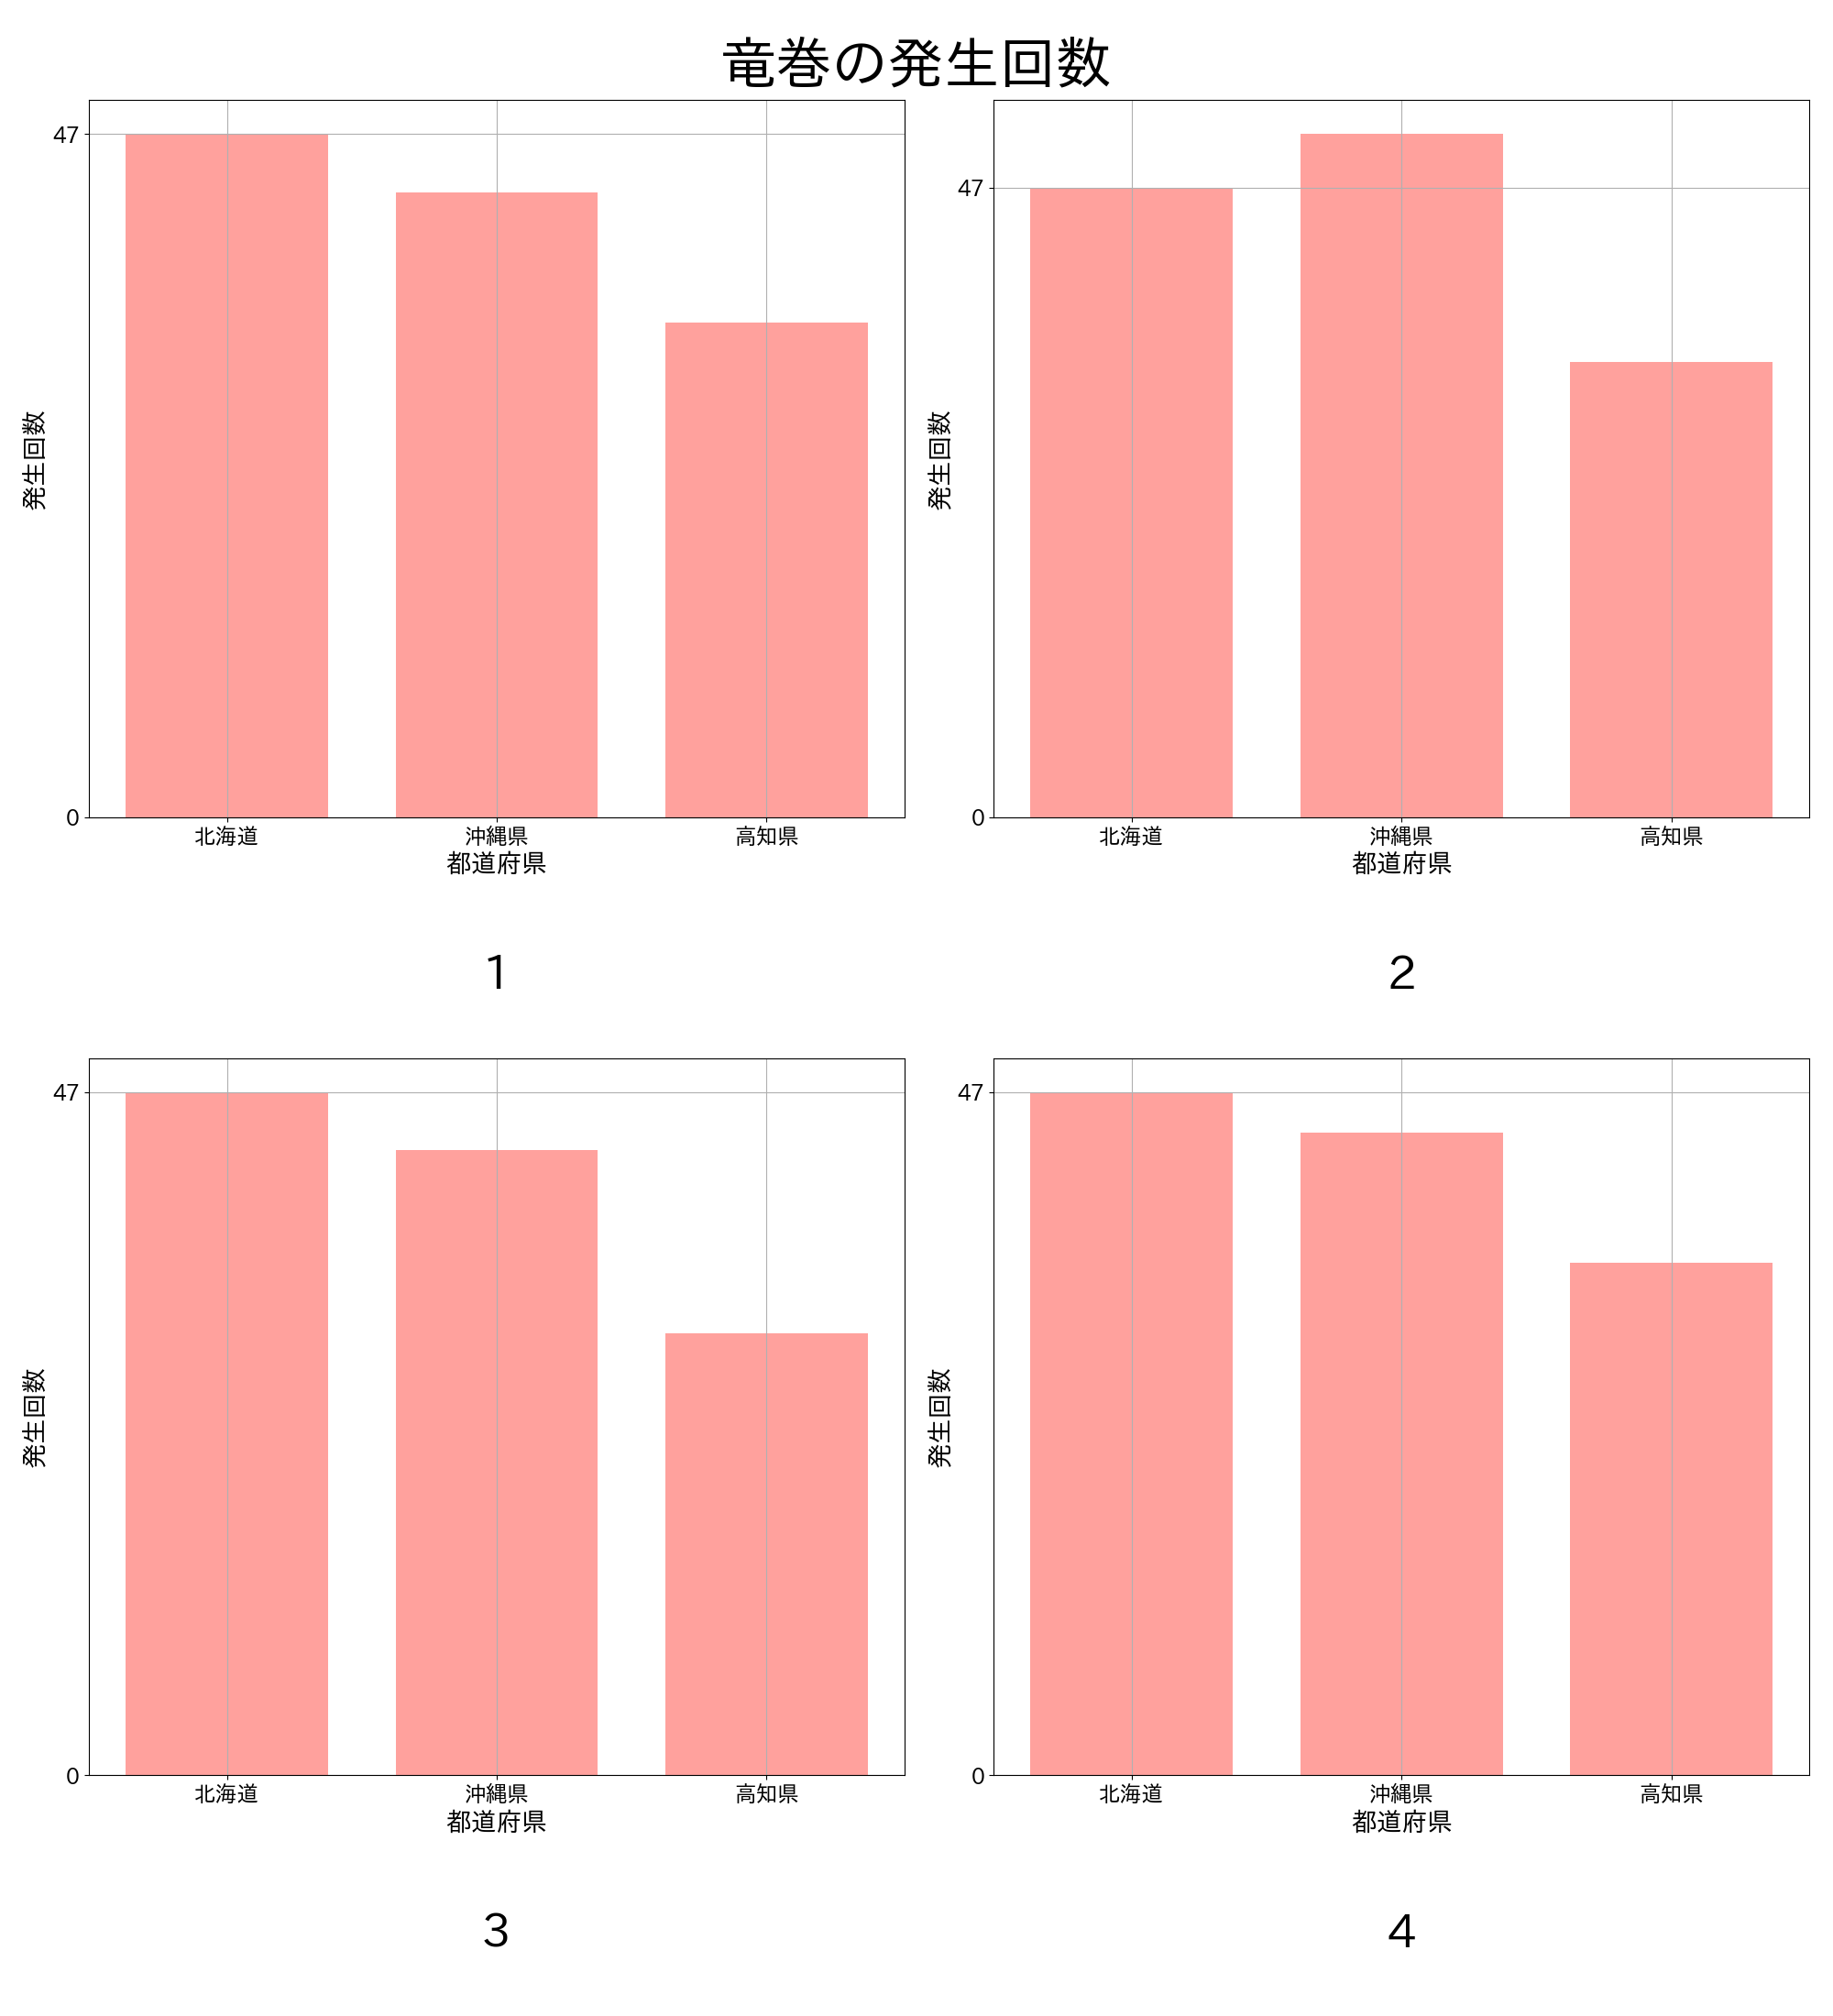 竜巻の発生回数
47
0
発生回数
北海道 沖縄県 高知県
都道府県
1
47
0
発生回数
北海道 沖縄県 高知県
都道府県
2
47
0
発生回数
北海道 沖縄県 高知県
都道府県
3
47
0
発生回数
北海道 沖縄県 高知県
都道府県
4